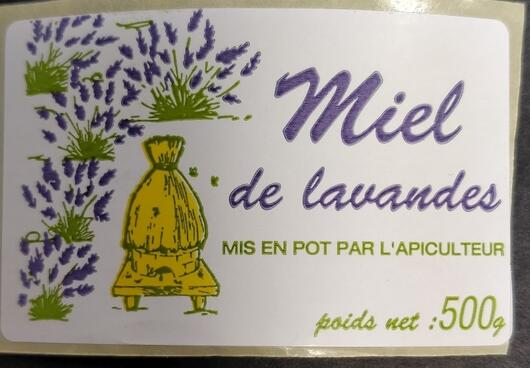 Miel
de lavandes
MIS EN POT PAR L'APICULTEUR
poids net : 500g